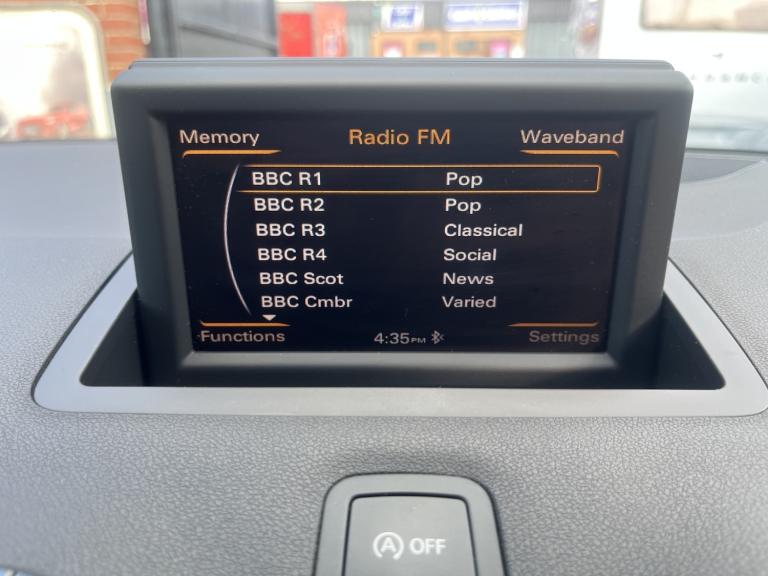 Memory Radio FM Waveband
BBC R1 Pop
BBC R2 Pop
BBC R3 Classical
BBC R4 Social
BBC Scot News
BBC Cmbr Varied
Functions 4:35PM Settings
A OFF